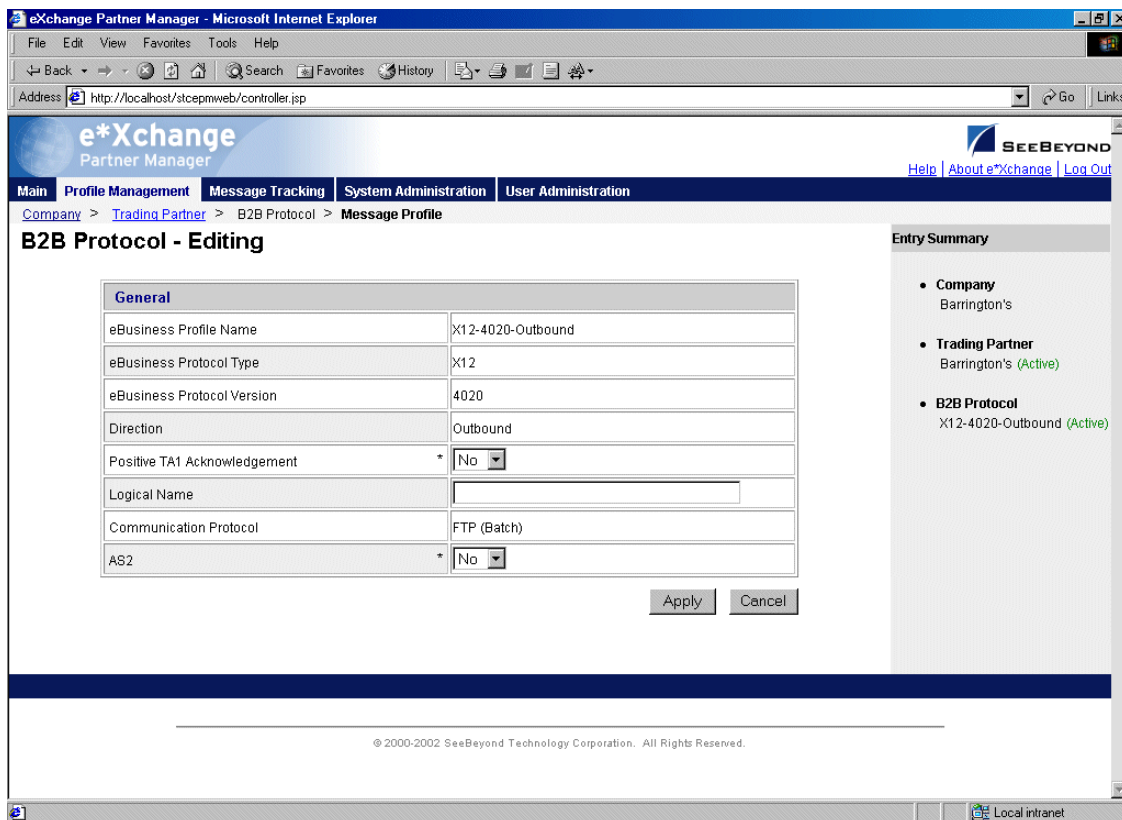 eXchange Partner Manager - Microsoft Internet Explorer
File Edit View Favorites Tools Help
Back Search Favorites History
Address http://localhost/stcepmweb/controller.jsp Go Links
e*Xchange
Partner Manager
SEEBEYOND
Help | About e*Xchange | Log Out
Main Profile Management Message Tracking System Administration User Administration
Company > Trading Partner > B2B Protocol > Message Profile
B2B Protocol - Editing
General
eBusiness Profile Name X12-4020-Outbound
eBusiness Protocol Type X12
eBusiness Protocol Version 4020
Direction Outbound
Positive TA1 Acknowledgement * No
Logical Name
Communication Protocol FTP (Batch)
AS2 * No
Apply Cancel
Entry Summary
• Company
Barrington's
• Trading Partner
Barrington's (Active)
• B2B Protocol
X12-4020-Outbound (Active)
© 2000-2002 SeeBeyond Technology Corporation. All Rights Reserved.
Local intranet